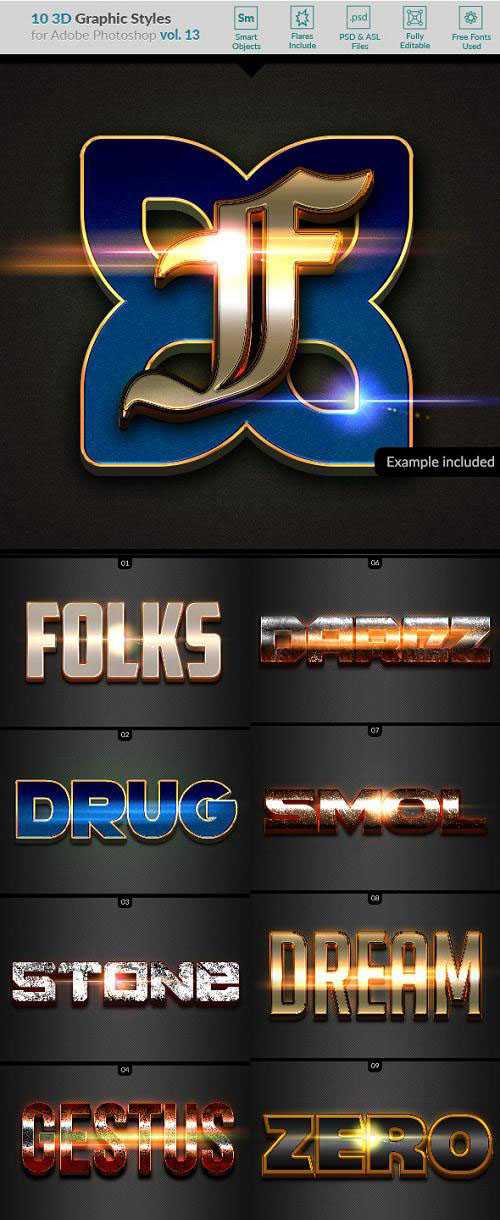 10 3D Graphic Styles
for Adobe Photoshop vol. 13
Sm
Smart
Objects
Flares
Include
.psd
PSD & ASL
Files
Fully
Editable
Free Fonts
Used
F
Example included
01
FOLKS
06
DAREZZ
02
DRUG
07
SMOL
03
STONE
08
DREAM
04
GESTUS
09
ZERO